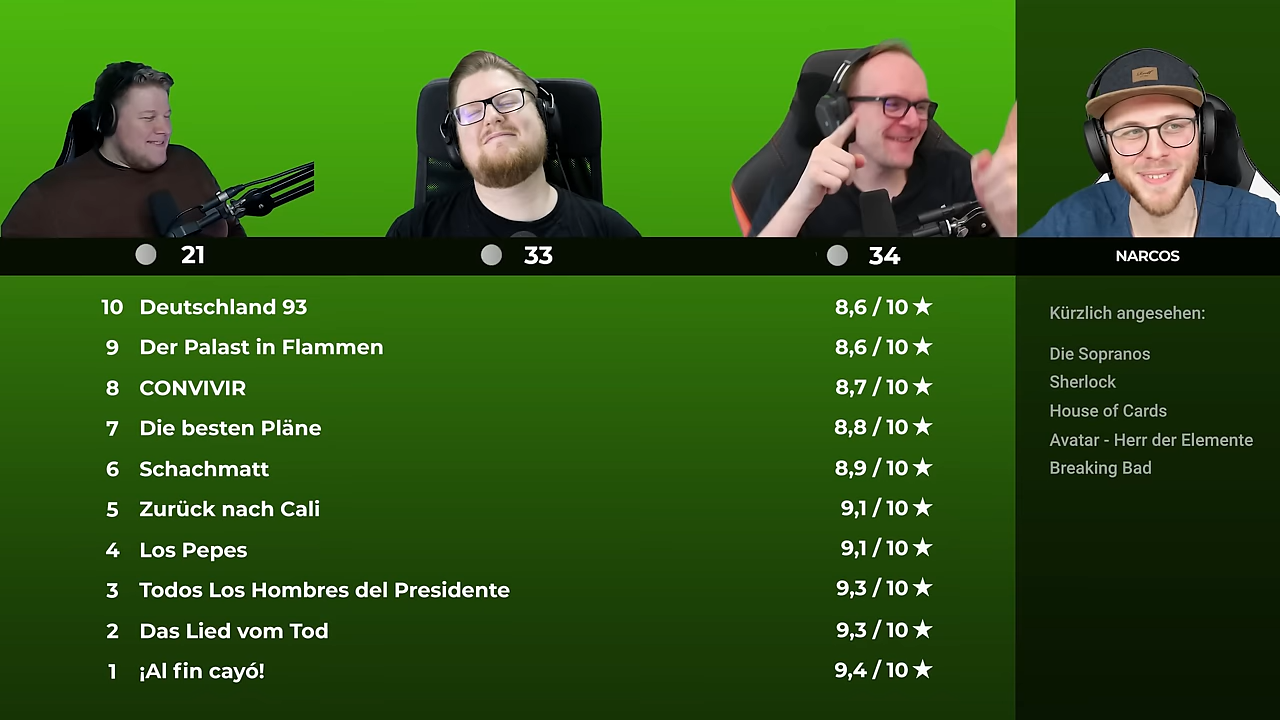 21
33
34
NARCOS
10 Deutschland 93 8,6 / 10 ★
9 Der Palast in Flammen 8,6 / 10 ★
8 CONVIVIR 8,7 / 10 ★
7 Die besten Pläne 8,8 / 10 ★
6 Schachmatt 8,9 / 10 ★
5 Zurück nach Cali 9,1 / 10 ★
4 Los Pepes 9,1 / 10 ★
3 Todos Los Hombres del Presidente 9,3 / 10 ★
2 Das Lied vom Tod 9,3 / 10 ★
1 ¡Al fin cayó! 9,4 / 10 ★
Kürzlich angesehen:
Die Sopranos
Sherlock
House of Cards
Avatar - Herr der Elemente
Breaking Bad